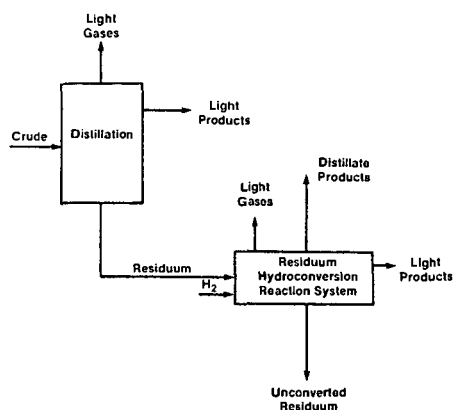 Light
Gases
Light
Products
Crude
Distillation
Distillate
Products
Light
Gases
Residuum
H2
Residuum
Hydroconversion
Reaction System
Light
Products
Unconverted
Residuum